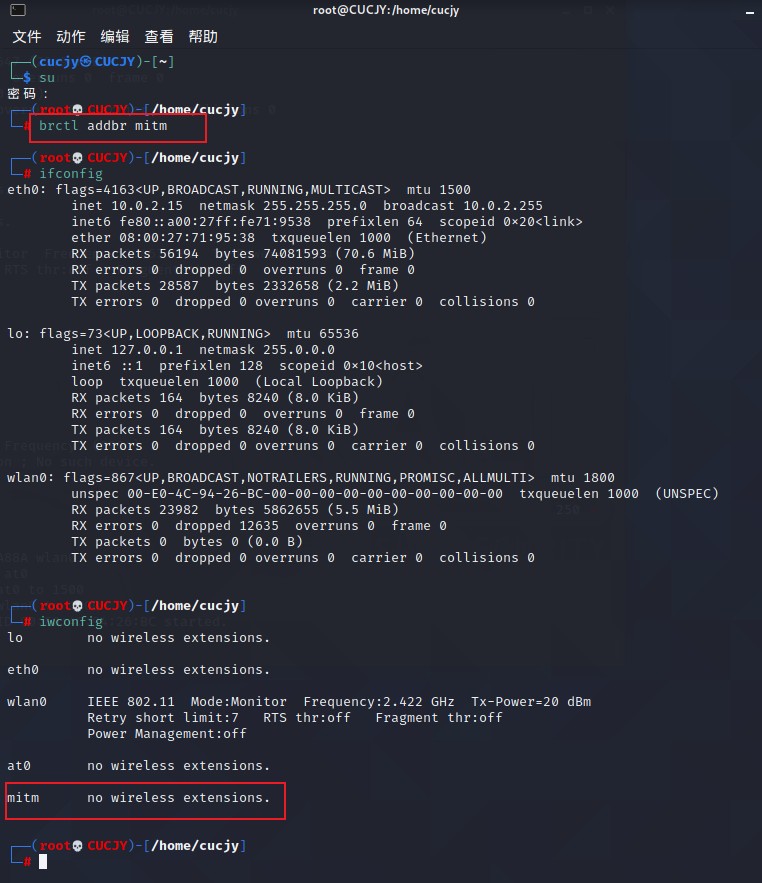 root@CUCJY:/home/cucjy
文件 动作 编辑 查看 帮助
┌──(cucjy㉿CUCJY)-[~]
└─$ su
密码：
┌──(root💀CUCJY)-[/home/cucjy]
└─# brctl addbr mitm
┌──(root💀CUCJY)-[/home/cucjy]
└─# ifconfig
eth0: flags=4163<UP,BROADCAST,RUNNING,MULTICAST>  mtu 1500
        inet 10.0.2.15  netmask 255.255.255.0  broadcast 10.0.2.255
        inet6 fe80::a00:27ff:fe71:9538  prefixlen 64  scopeid 0×20<link>
        ether 08:00:27:71:95:38  txqueuelen 1000  (Ethernet)
        RX packets 56194  bytes 74081593 (70.6 MiB)
        RX errors 0  dropped 0  overruns 0  frame 0
        TX packets 28587  bytes 2332658 (2.2 MiB)
        TX errors 0  dropped 0 overruns 0  carrier 0  collisions 0
lo: flags=73<UP,LOOPBACK,RUNNING>  mtu 65536
        inet 127.0.0.1  netmask 255.0.0.0
        inet6 ::1  prefixlen 128  scopeid 0×10<host>
        loop  txqueuelen 1000  (Local Loopback)
        RX packets 164  bytes 8240 (8.0 KiB)
        RX errors 0  dropped 0  overruns 0  frame 0
        TX packets 164  bytes 8240 (8.0 KiB)
        TX errors 0  dropped 0 overruns 0  carrier 0  collisions 0
wlan0: flags=867<UP,BROADCAST,NOTRAILERS,RUNNING,PROMISC,ALLMULTI>  mtu 1800
        unspec 00-E0-4C-94-26-BC-00-00-00-00-00-00-00-00-00-00  txqueuelen 1000  (UNSPEC)
        RX packets 23982  bytes 5862655 (5.5 MiB)
        RX errors 0  dropped 12635  overruns 0  frame 0
        TX packets 0  bytes 0 (0.0 B)
        TX errors 0  dropped 0 overruns 0  carrier 0  collisions 0
┌──(root💀CUCJY)-[/home/cucjy]
└─# iwconfig
lo        no wireless extensions.
eth0      no wireless extensions.
wlan0     IEEE 802.11  Mode:Monitor  Frequency:2.422 GHz  Tx-Power=20 dBm
          Retry short limit:7   RTS thr:off   Fragment thr:off
          Power Management:off
at0       no wireless extensions.
mitm      no wireless extensions.
┌──(root💀CUCJY)-[/home/cucjy]
└─#